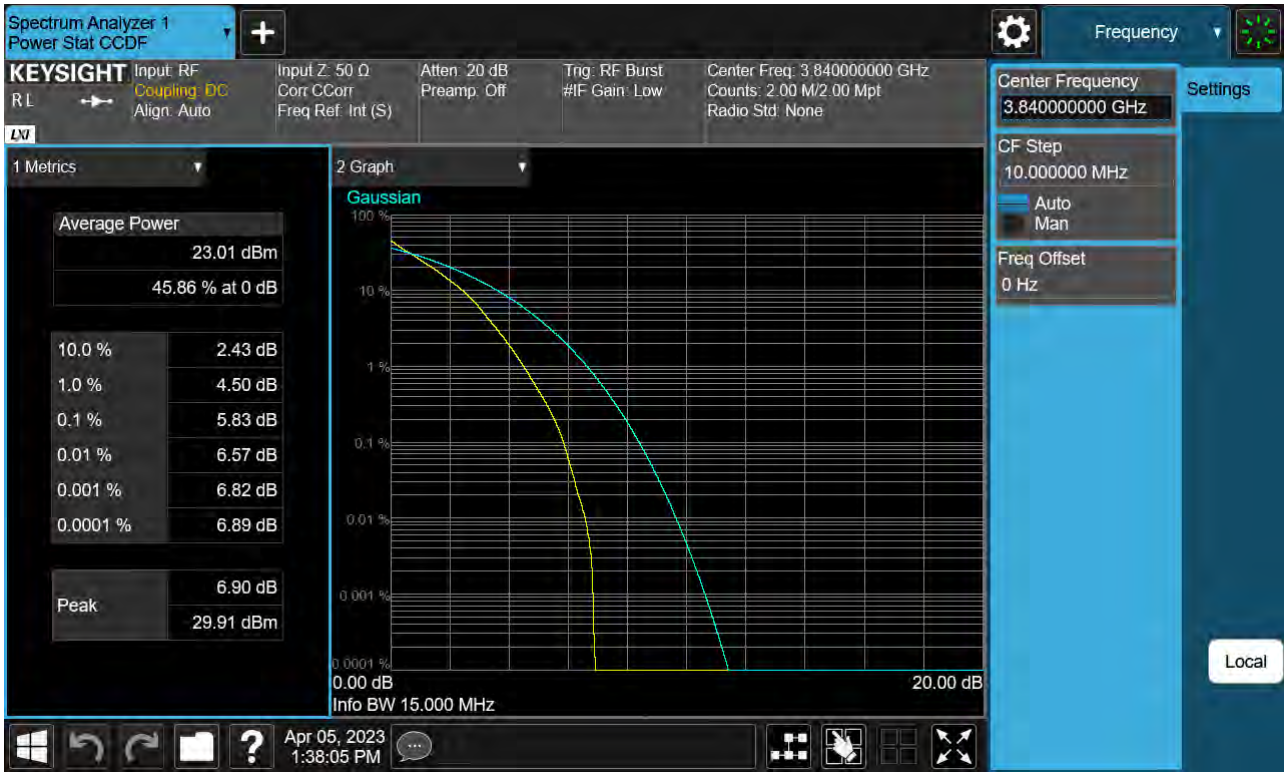 Spectrum Analyzer 1
Power Stat CCDF
Frequency
KEYSIGHT
RL
LXI
Input: RF
Coupling: DC
Align: Auto
Input Z: 50 Ω
Corr CCorr
Freq Ref: Int (S)
Atten: 20 dB
Preamp: Off
Trig: RF Burst
#IF Gain: Low
Center Freq: 3.840000000 GHz
Counts: 2.00 M/2.00 Mpt
Radio Std: None
Center Frequency
3.840000000 GHz
Settings
CF Step
10.000000 MHz
Auto
Man
Freq Offset
0 Hz
1 Metrics
Average Power
23.01 dBm
45.86 % at 0 dB
10.0 % 2.43 dB
1.0 % 4.50 dB
0.1 % 5.83 dB
0.01 % 6.57 dB
0.001 % 6.82 dB
0.0001 % 6.89 dB
Peak
6.90 dB
29.91 dBm
2 Graph
Gaussian
100 %
10 %
1 %
0.1 %
0.01 %
0.001 %
0.0001 %
0.00 dB 20.00 dB
Info BW 15.000 MHz
Local
?
Apr 05, 2023
1:38:05 PM